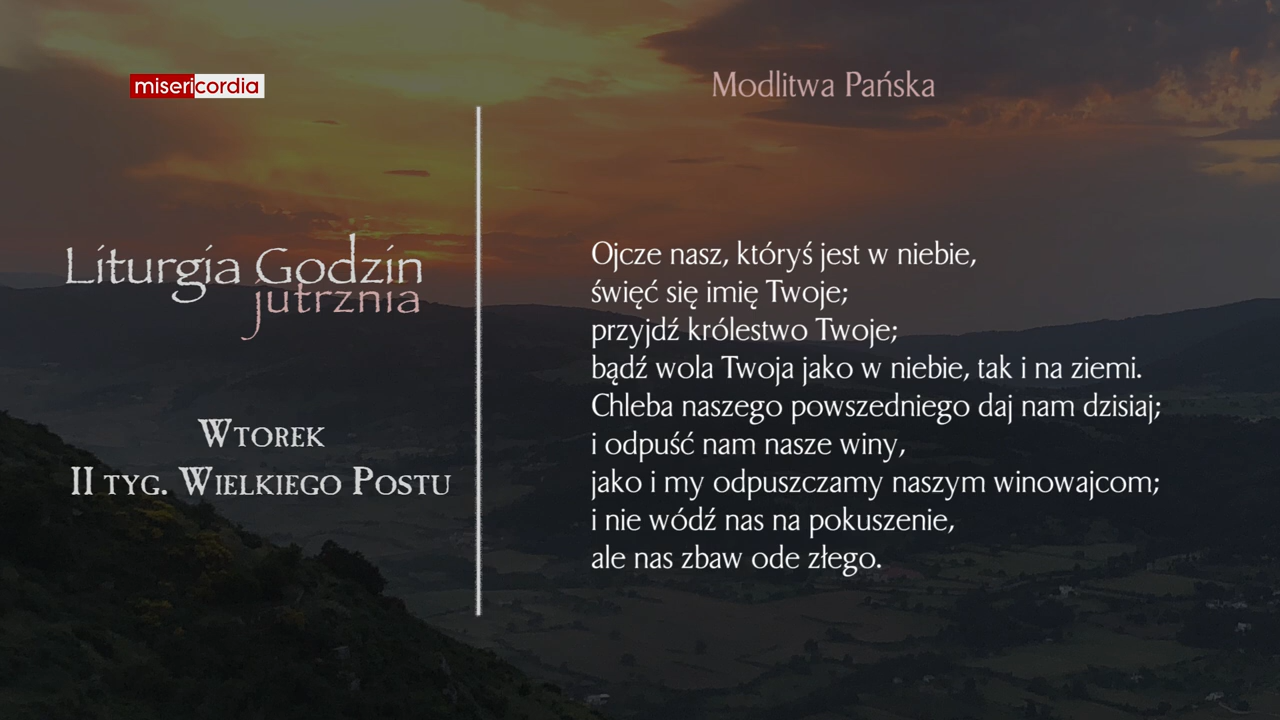 misericordia
Modlitwa Pańska
Liturgia Godzin
jutrznia
Wtorek
II tyg. Wielkiego Postu
Ojcze nasz, któryś jest w niebie,
święć się imię Twoje;
przyjdź królestwo Twoje;
bądź wola Twoja jako w niebie, tak i na ziemi.
Chleba naszego powszedniego daj nam dzisiaj;
i odpuść nam nasze winy,
jako i my odpuszczamy naszym winowajcom;
i nie wódź nas na pokuszenie,
ale nas zbaw ode złego.